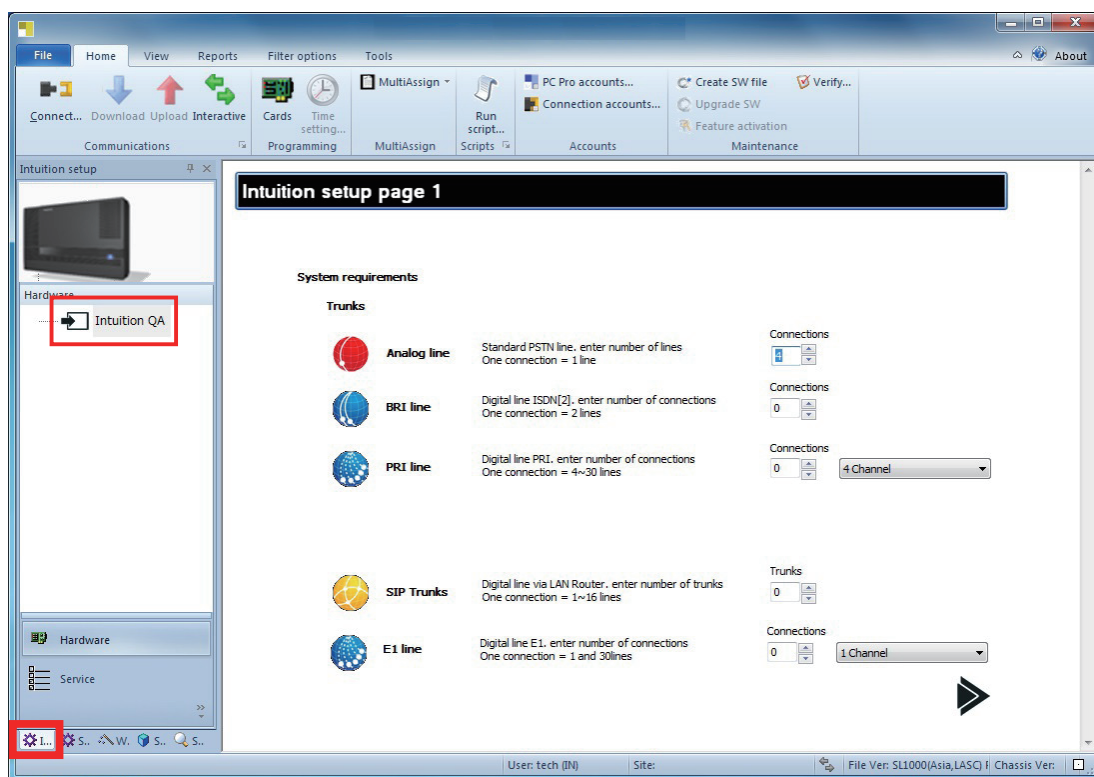 File Home View Reports Filter options Tools About
Connect... Download Upload Interactive Cards Time setting... MultiAssign Run script... PC Pro accounts... Connection accounts... Create SW file Upgrade SW Feature activation Verify...
Communications Programming MultiAssign Scripts Accounts Maintenance
Intuition setup
Intuition setup page 1
System requirements
Hardware
Trunks
Intuition QA
Connections
Analog line
Standard PSTN line. enter number of lines
One connection = 1 line
4
Connections
BRI line
Digital line ISDN[2]. enter number of connections
One connection = 2 lines
0
Connections
PRI line
Digital line PRI. enter number of connections
One connection = 4~30 lines
0
4 Channel
Trunks
SIP Trunks
Digital line via LAN Router. enter number of trunks
One connection = 1~16 lines
0
Connections
E1 line
Digital line E1. enter number of connections
One connection = 1 and 30lines
0
1 Channel
Hardware
Service
I... S.. W. S.. S..
User: tech (IN) Site: File Ver: SL1000(Asia,LASC) Chassis Ver: